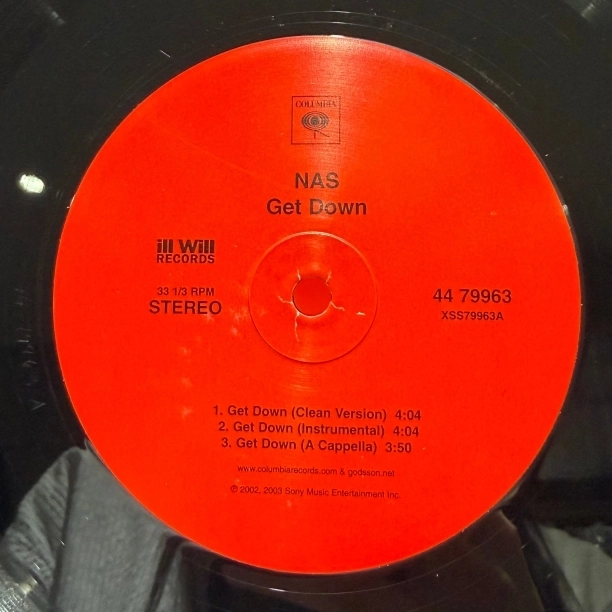 COLUMBIA
NAS
Get Down
ill Will
RECORDS
33 1/3 RPM
STEREO
44 79963
XSS79963A
1. Get Down (Clean Version) 4:04
2. Get Down (Instrumental) 4:04
3. Get Down (A Cappella) 3:50
www.columbiarecords.com & godsson.net
℗ 2002, 2003 Sony Music Entertainment Inc.